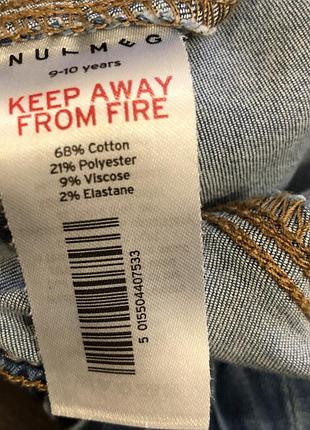 NUTMEG
9-10 years
KEEP AWAY
FROM FIRE
68% Cotton
21% Polyester
9% Viscose
2% Elastane
5 015504 407533